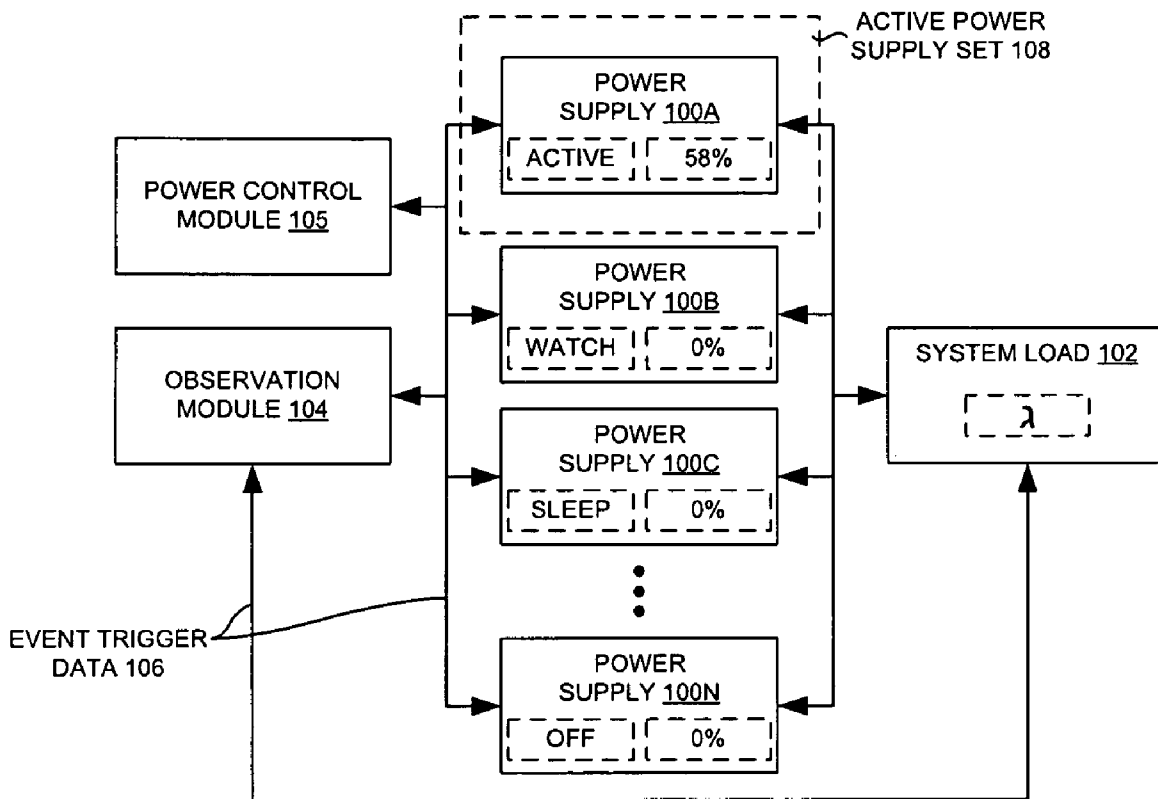 ACTIVE POWER
SUPPLY SET 108
POWER
SUPPLY 100A
ACTIVE 58%
POWER CONTROL
MODULE 105
POWER
SUPPLY 100B
WATCH 0%
OBSERVATION
MODULE 104
SYSTEM LOAD 102
ג
POWER
SUPPLY 100C
SLEEP 0%
EVENT TRIGGER
DATA 106
POWER
SUPPLY 100N
OFF 0%